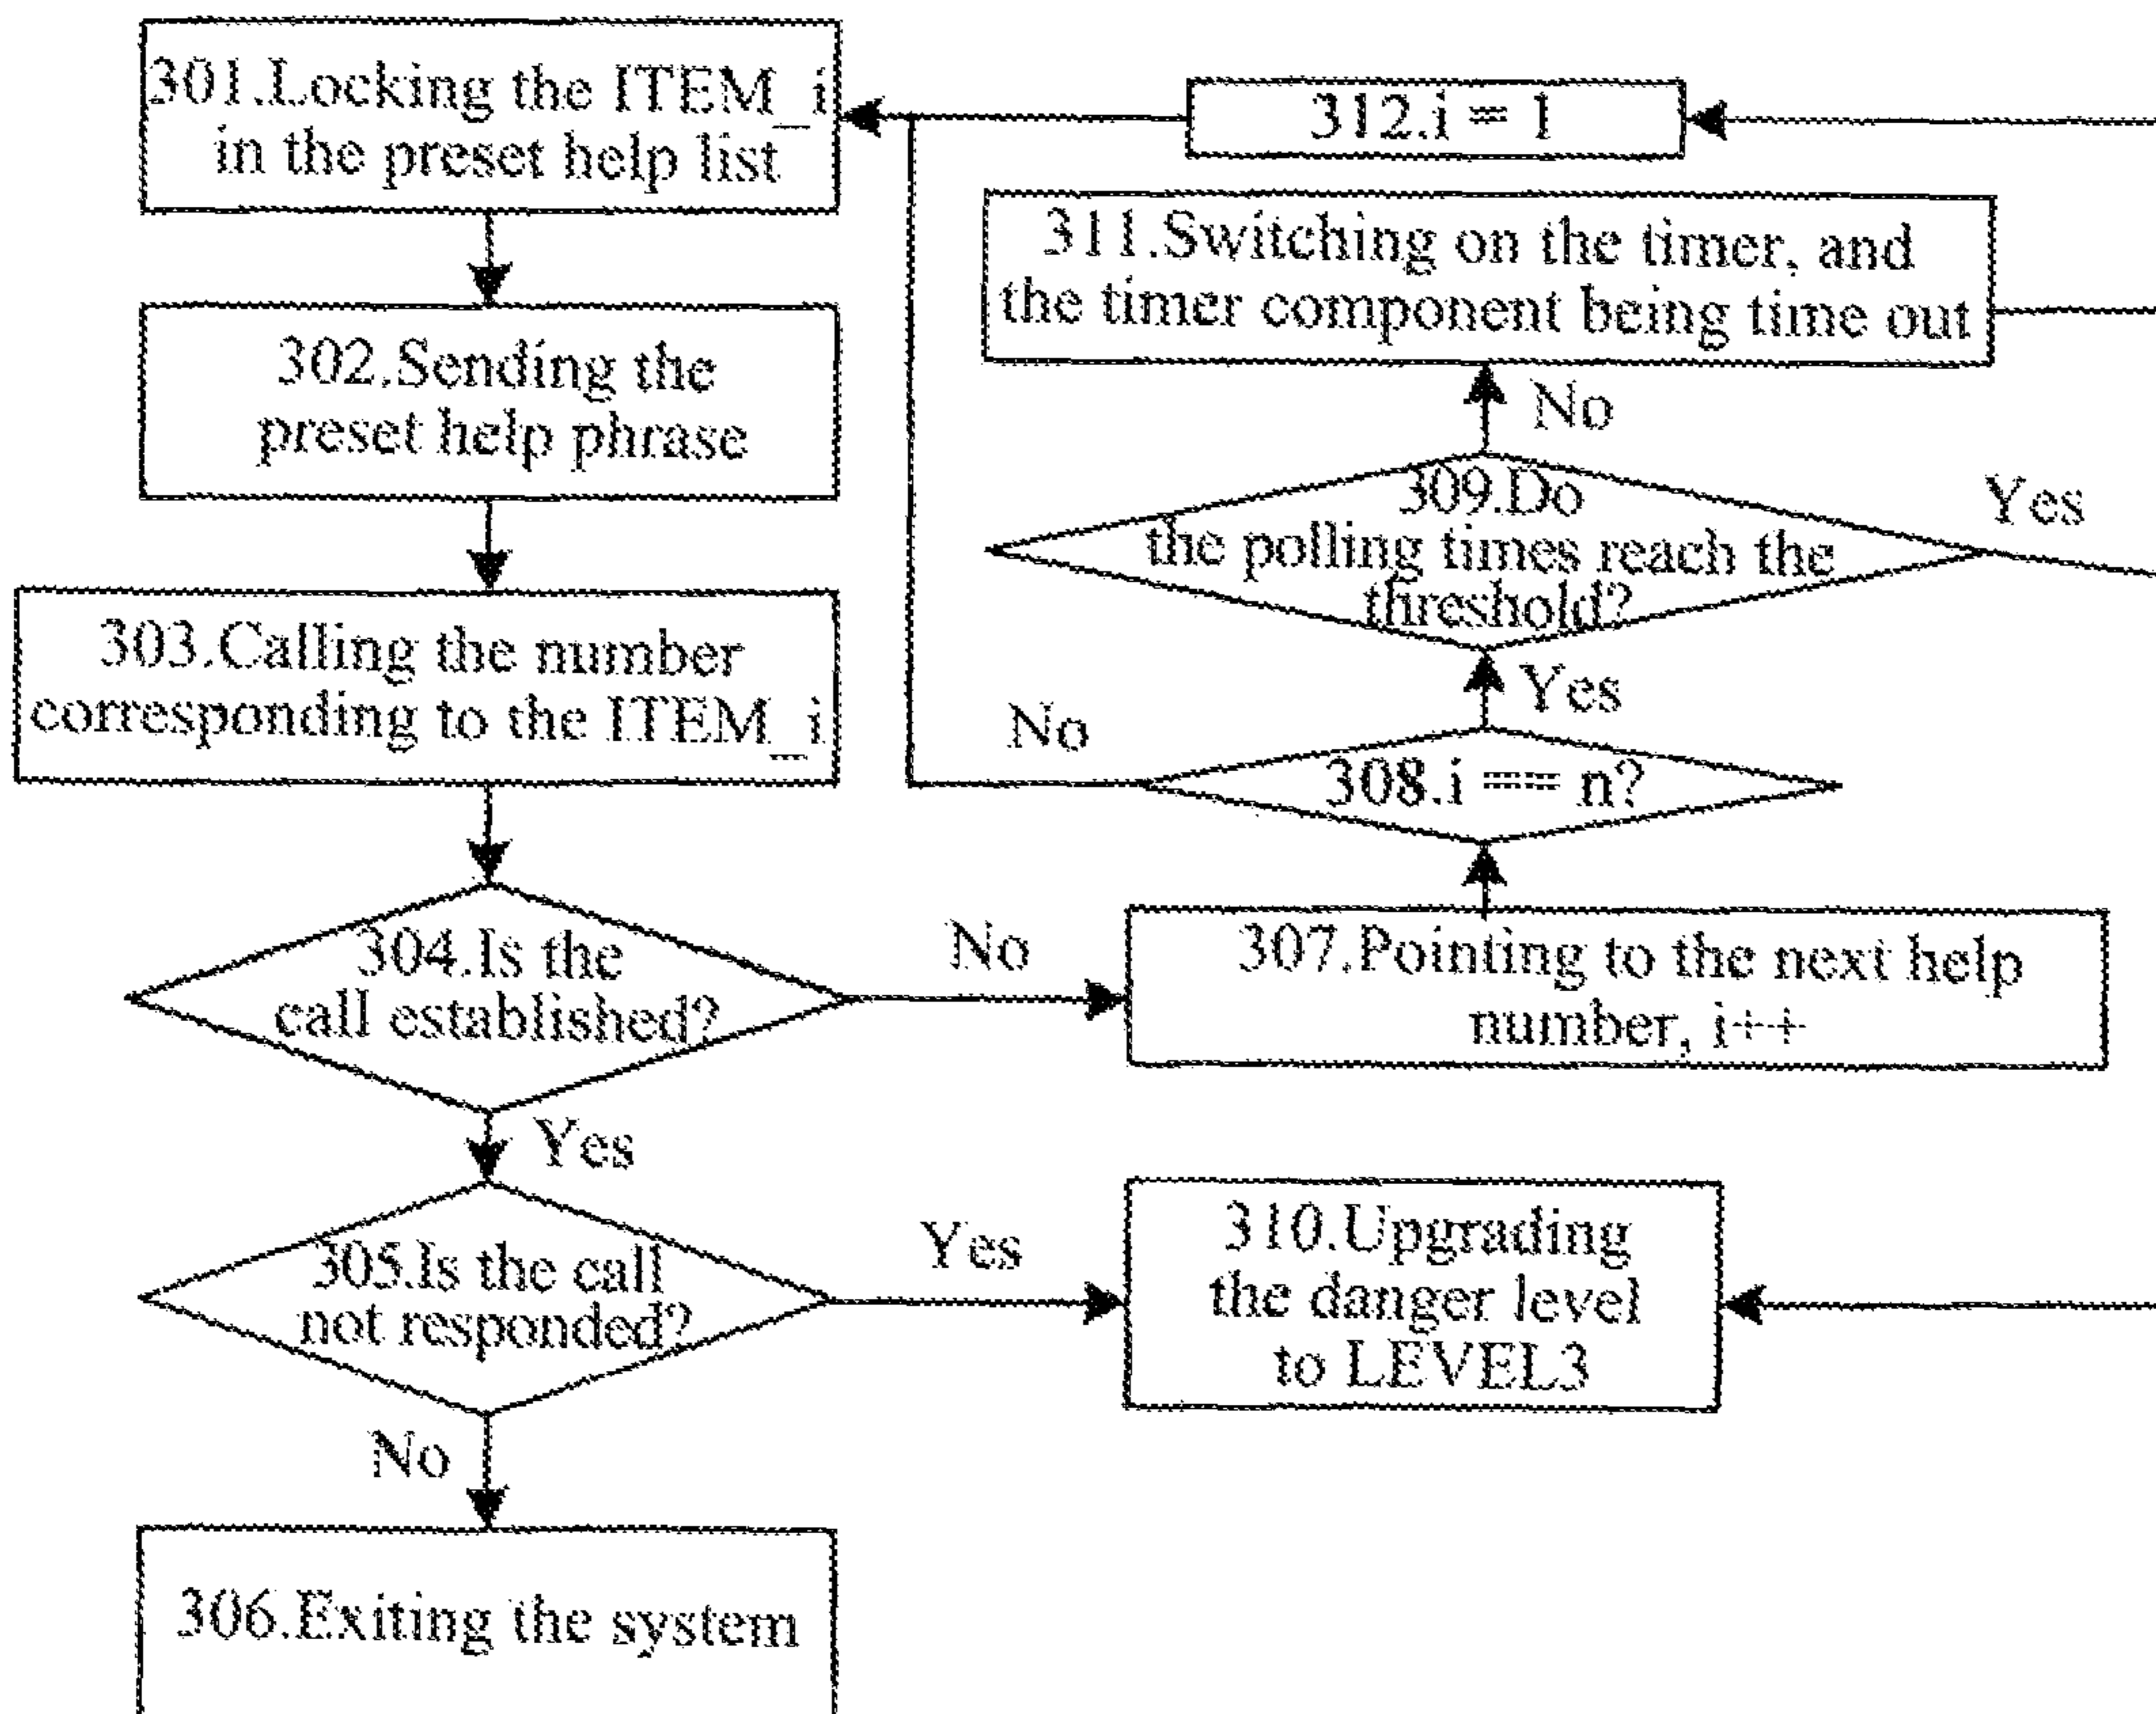 301.Locking the ITEM_i
in the preset help list
302.Sending the
preset help phrase
303.Calling the number
corresponding to the ITEM_i
304.Is the
call established?
Yes
No
305.Is the call
not responded?
Yes
No
306.Exiting the system
307.Pointing to the next help
number, i++
308.i == n?
No
Yes
309.Do
the polling times reach the
threshold?
No
Yes
310.Upgrading
the danger level
to LEVEL3
311.Switching on the timer, and
the timer component being time out
312.i = 1